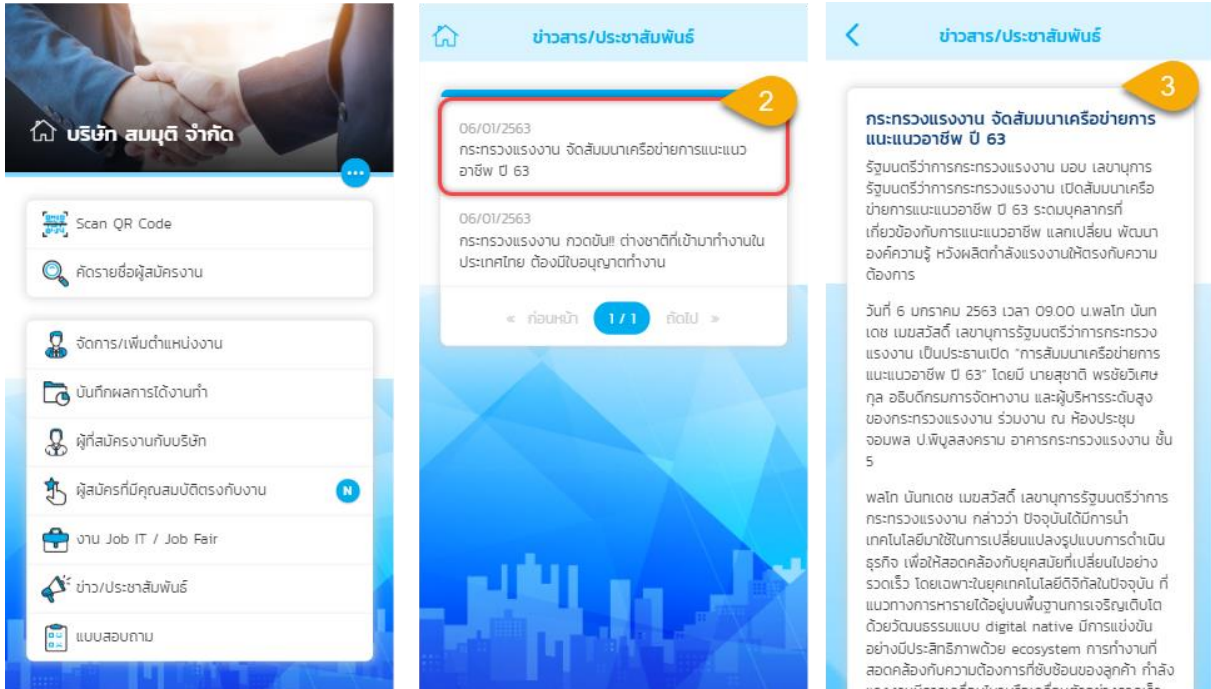 บริษัท สมมุติ จำกัด
Scan QR Code
คัดรายชื่อผู้สมัครงาน
จัดการ/เพิ่มตำแหน่งงาน
บันทึกผลการได้งานทำ
ผู้ที่สมัครงานกับบริษัท
ผู้สมัครที่มีคุณสมบัติตรงกับงาน N
งาน Job IT / Job Fair
ข่าว/ประชาสัมพันธ์
แบบสอบถาม
ข่าวสาร/ประชาสัมพันธ์
2
06/01/2563
กระทรวงแรงงาน จัดสัมมนาเครือข่ายการแนะแนว
อาชีพ ปี 63
06/01/2563
กระทรวงแรงงาน กวดขัน!! ต่างชาติที่เข้ามาทำงานใน
ประเทศไทย ต้องมีใบอนุญาตทำงาน
« ก่อนหน้า 1 / 1 ถัดไป »
ข่าวสาร/ประชาสัมพันธ์
3
กระทรวงแรงงาน จัดสัมมนาเครือข่ายการ
แนะแนวอาชีพ ปี 63
รัฐมนตรีว่าการกระทรวงแรงงาน มอบ เลขานุการ
รัฐมนตรีว่าการกระทรวงแรงงาน เปิดสัมมนาเครือ
ข่ายการแนะแนวอาชีพ ปี 63 ระดมบุคลากรที่
เกี่ยวข้องกับการแนะแนวอาชีพ แลกเปลี่ยน พัฒนา
องค์ความรู้ หวังผลิตกำลังแรงงานให้ตรงกับความ
ต้องการ
วันที่ 6 มกราคม 2563 เวลา 09.00 น.พลโท นันท
เดช เมฆสวัสดิ์ เลขานุการรัฐมนตรีว่าการกระทรวง
แรงงาน เป็นประธานเปิด “การสัมมนาเครือข่ายการ
แนะแนวอาชีพ ปี 63” โดยมี นายสุชาติ พรชัยวิเศษ
กุล อธิบดีกรมการจัดหางาน และผู้บริหารระดับสูง
ของกระทรวงแรงงาน ร่วมงาน ณ ห้องประชุม
จอมพล ป.พิบูลสงคราม อาคารกระทรวงแรงงาน ชั้น
5
พลโท นันทเดช เมฆสวัสดิ์ เลขานุการรัฐมนตรีว่าการ
กระทรวงแรงงาน กล่าวว่า ปัจจุบันได้มีการนำ
เทคโนโลยีมาใช้ในการเปลี่ยนแปลงรูปแบบการดำเนิน
ธุรกิจ เพื่อให้สอดคล้องกับยุคสมัยที่เปลี่ยนไปอย่าง
รวดเร็ว โดยเฉพาะในยุคเทคโนโลยีดิจิทัลในปัจจุบัน ที่
แนวทางการหารายได้อยู่บนพื้นฐานการเจริญเติบโต
ด้วยวัฒนธรรมแบบ digital native มีการแข่งขัน
อย่างมีประสิทธิภาพด้วย ecosystem การทำงานที่
สอดคล้องกับความต้องการที่ซับซ้อนของลูกค้า กำลัง